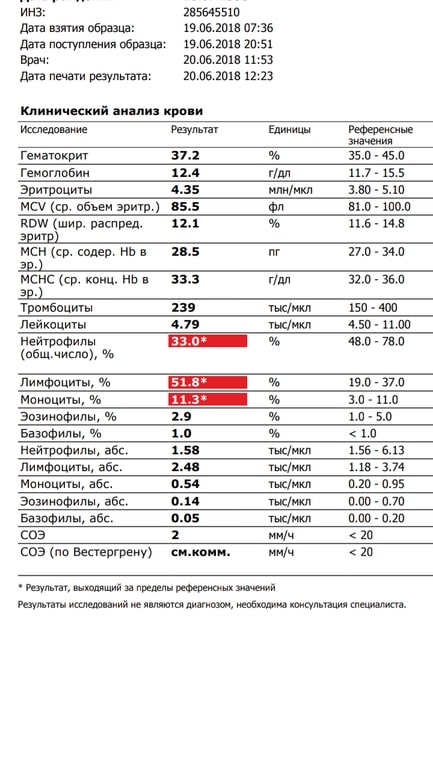 ИНЗ: 285645510
Дата взятия образца: 19.06.2018 07:36
Дата поступления образца: 19.06.2018 20:51
Врач: 20.06.2018 11:53
Дата печати результата: 20.06.2018 12:23
Клинический анализ крови
Исследование Результат Единицы Референсные
значения
Гематокрит 37.2 % 35.0 - 45.0
Гемоглобин 12.4 г/дл 11.7 - 15.5
Эритроциты 4.35 млн/мкл 3.80 - 5.10
MCV (ср. объем эритр.) 85.5 фл 81.0 - 100.0
RDW (шир. распред.
эритр) 12.1 % 11.6 - 14.8
MCH (ср. содер. Hb в
эр.) 28.5 пг 27.0 - 34.0
МСНС (ср. конц. Hb в
эр.) 33.3 г/дл 32.0 - 36.0
Тромбоциты 239 тыс/мкл 150 - 400
Лейкоциты 4.79 тыс/мкл 4.50 - 11.00
Нейтрофилы
(общ.число), % 33.0* % 48.0 - 78.0
Лимфоциты, % 51.8* % 19.0 - 37.0
Моноциты, % 11.3* % 3.0 - 11.0
Эозинофилы, % 2.9 % 1.0 - 5.0
Базофилы, % 1.0 % < 1.0
Нейтрофилы, абс. 1.58 тыс/мкл 1.56 - 6.13
Лимфоциты, абс. 2.48 тыс/мкл 1.18 - 3.74
Моноциты, абс. 0.54 тыс/мкл 0.20 - 0.95
Эозинофилы, абс. 0.14 тыс/мкл 0.00 - 0.70
Базофилы, абс. 0.05 тыс/мкл 0.00 - 0.20
СОЭ 2 мм/ч < 20
СОЭ (по Вестергрену) см.комм. мм/ч < 20
* Результат, выходящий за пределы референсных значений
Результаты исследований не являются диагнозом, необходима консультация специалиста.